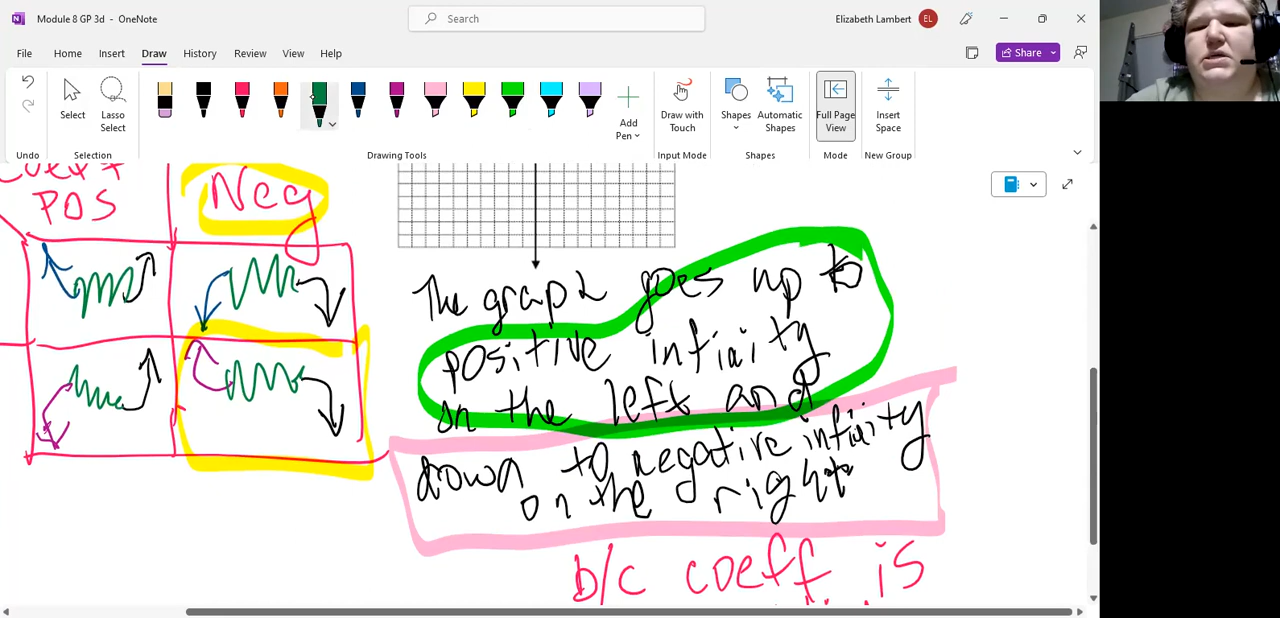 Module 8 GP 3d - OneNote
Search
Elizabeth Lambert
EL
File Home Insert Draw History Review View Help
Share
Undo
Select
Lasso Select
Add Pen
Draw with Touch
Shapes
Automatic Shapes
Full Page View
Insert Space
Selection
Drawing Tools
Input Mode
Shapes
Mode
New Group
POS
Neg
The graph goes up to
positive infinity
on the left and
down to negative infinity
on the right
b/c coeff is